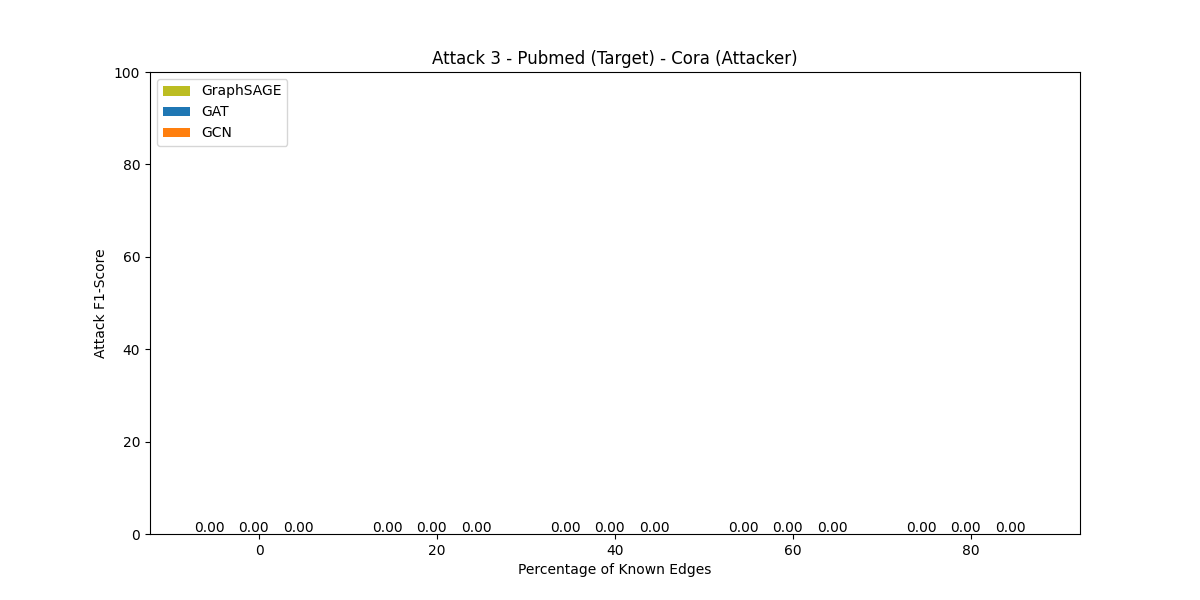 Attack 3 - Pubmed (Target) - Cora (Attacker)
100
80
60
40
20
0
Attack F1-Score
GraphSAGE
GAT
GCN
0.00 0.00 0.00 0.00 0.00 0.00 0.00 0.00 0.00 0.00 0.00 0.00 0.00 0.00 0.00
0 20 40 60 80
Percentage of Known Edges